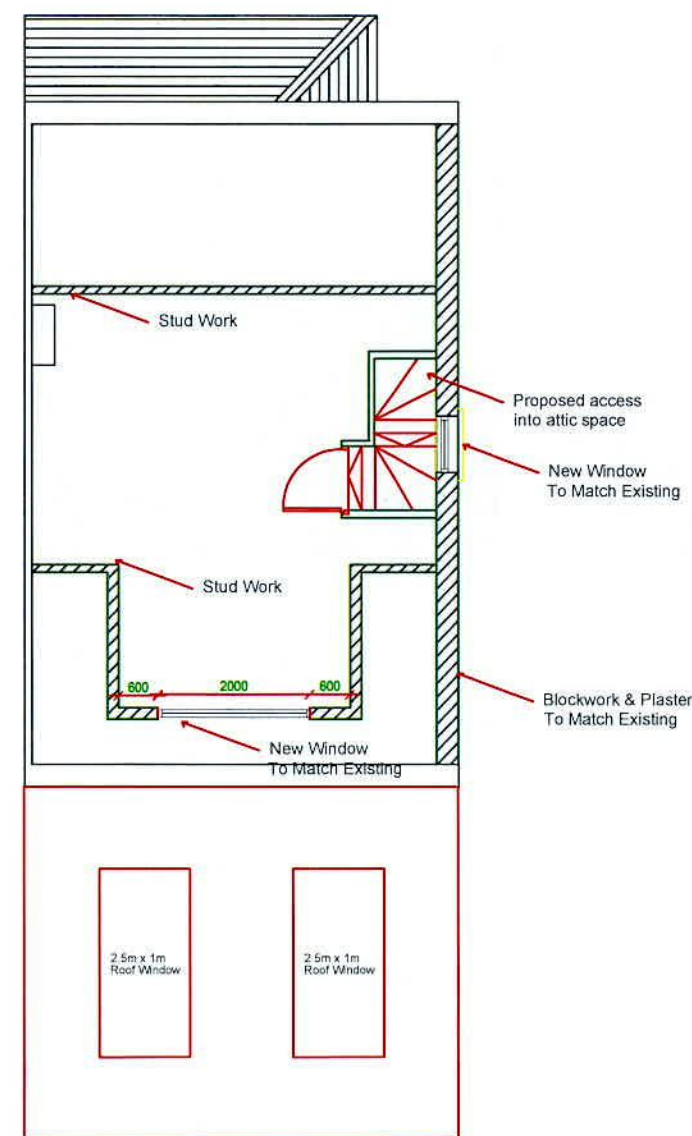 Stud Work
Proposed access
into attic space
New Window
To Match Existing
Stud Work
600
2000
600
Blockwork & Plaster
To Match Existing
New Window
To Match Existing
2.5m x 1m
Roof Window
2.5m x 1m
Roof Window